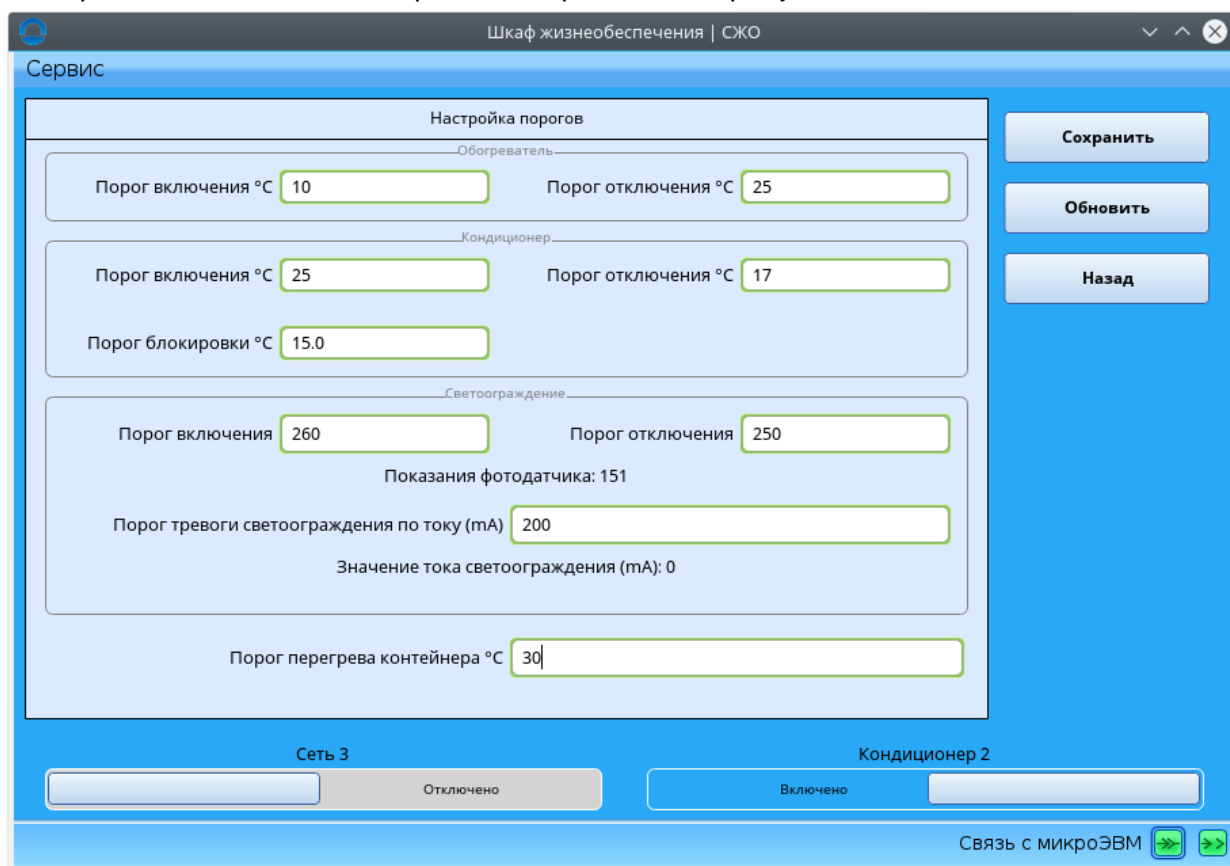 Шкаф жизнеобеспечения | СЖО
Сервис
Настройка порогов
Обогреватель
Порог включения °C 10 Порог отключения °C 25
Кондиционер
Порог включения °C 25 Порог отключения °C 17
Порог блокировки °C 15.0
Светоограждение
Порог включения 260 Порог отключения 250
Показания фотодатчика: 151
Порог тревоги светоограждения по току (mA) 200
Значение тока светоограждения (mA): 0
Порог перегрева контейнера °C 30
Сохранить
Обновить
Назад
Сеть 3
Отключено
Кондиционер 2
Включено
Связь с микроЭВМ